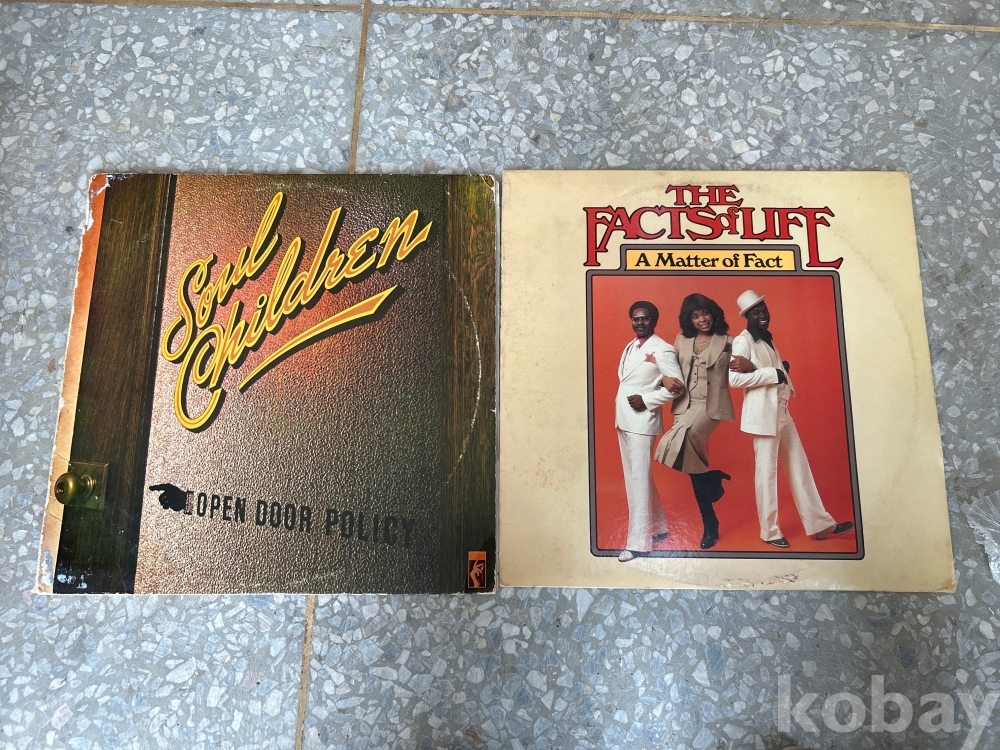 Soul
Children
OPEN DOOR POLICY
THE
FACTS of LIFE
A Matter of Fact
kobay